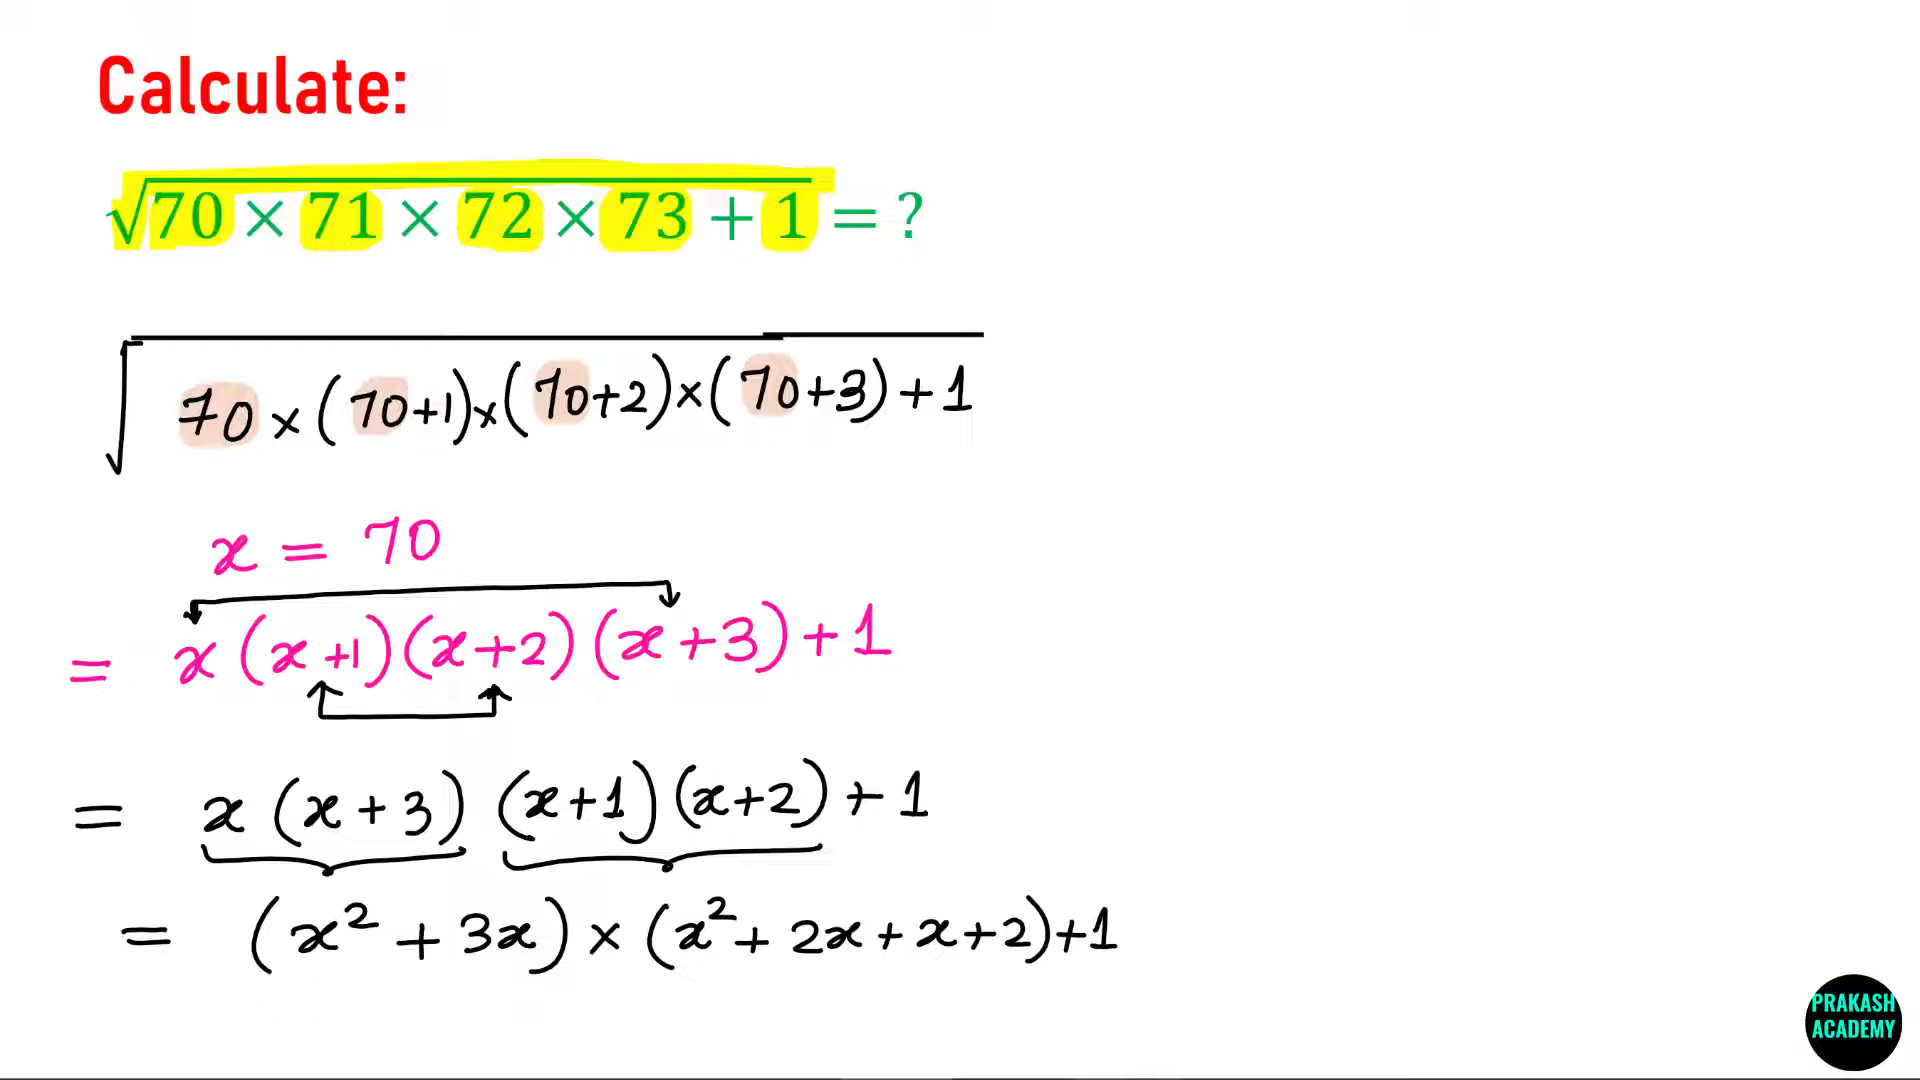 Calculate:
√70 × 71 × 72 × 73 + 1 = ?
√70 × (70+1) × (70+2) × (70+3) + 1
x = 70
= x (x+1) (x+2) (x+3) + 1
= x (x+3) (x+1) (x+2) + 1
= (x² + 3x) × (x² + 2x + x + 2) + 1
PRAKASH
ACADEMY